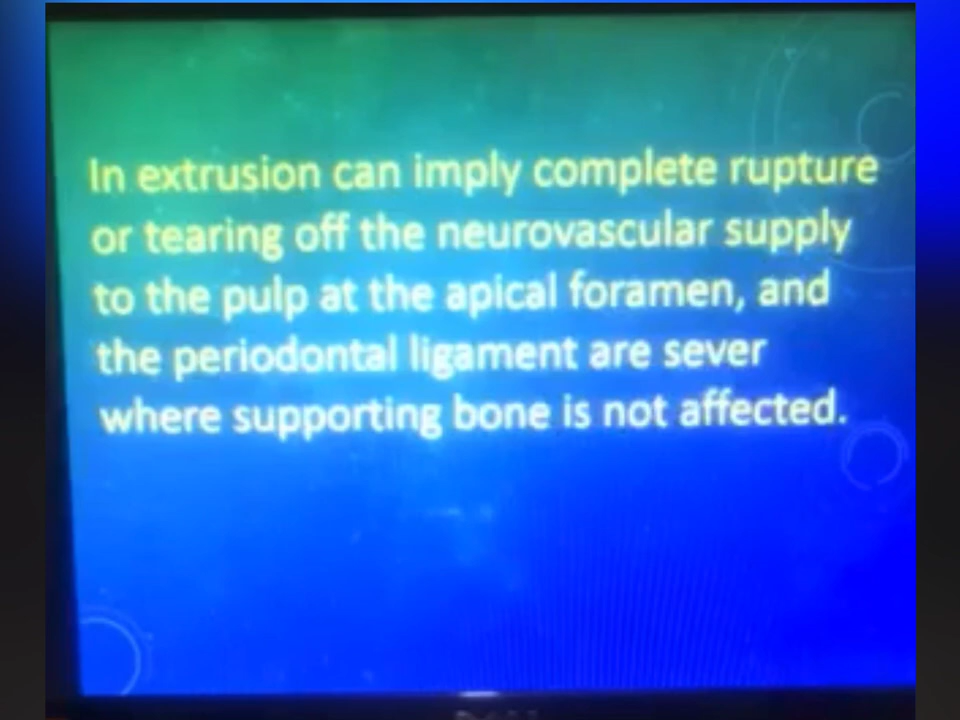 In extrusion can imply complete rupture
or tearing off the neurovascular supply
to the pulp at the apical foramen, and
the periodontal ligament are sever
where supporting bone is not affected.